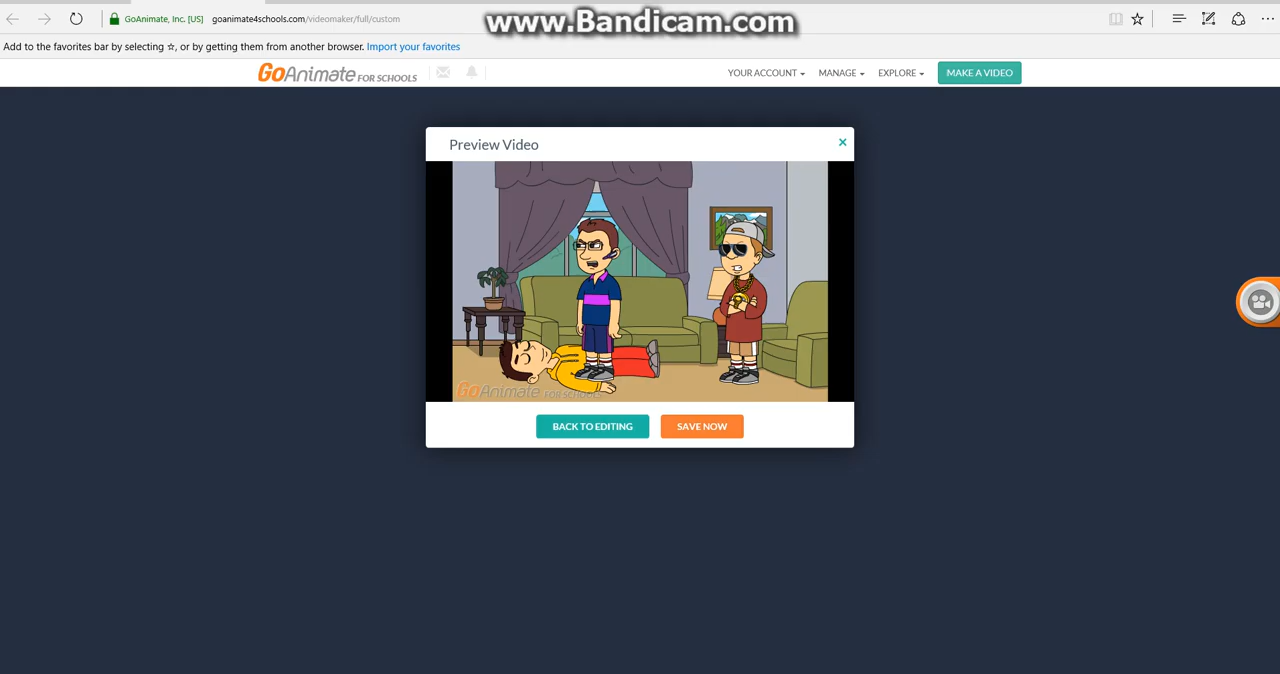 www.Bandicam.com
GoAnimate, Inc. [US] goanimate4schools.com/videomaker/full/custom
Add to the favorites bar by selecting ☆, or by getting them from another browser. Import your favorites
GoAnimate FOR SCHOOLS YOUR ACCOUNT MANAGE EXPLORE MAKE A VIDEO
Preview Video ×
GoAnimate FOR SCHOOLS
BACK TO EDITING SAVE NOW